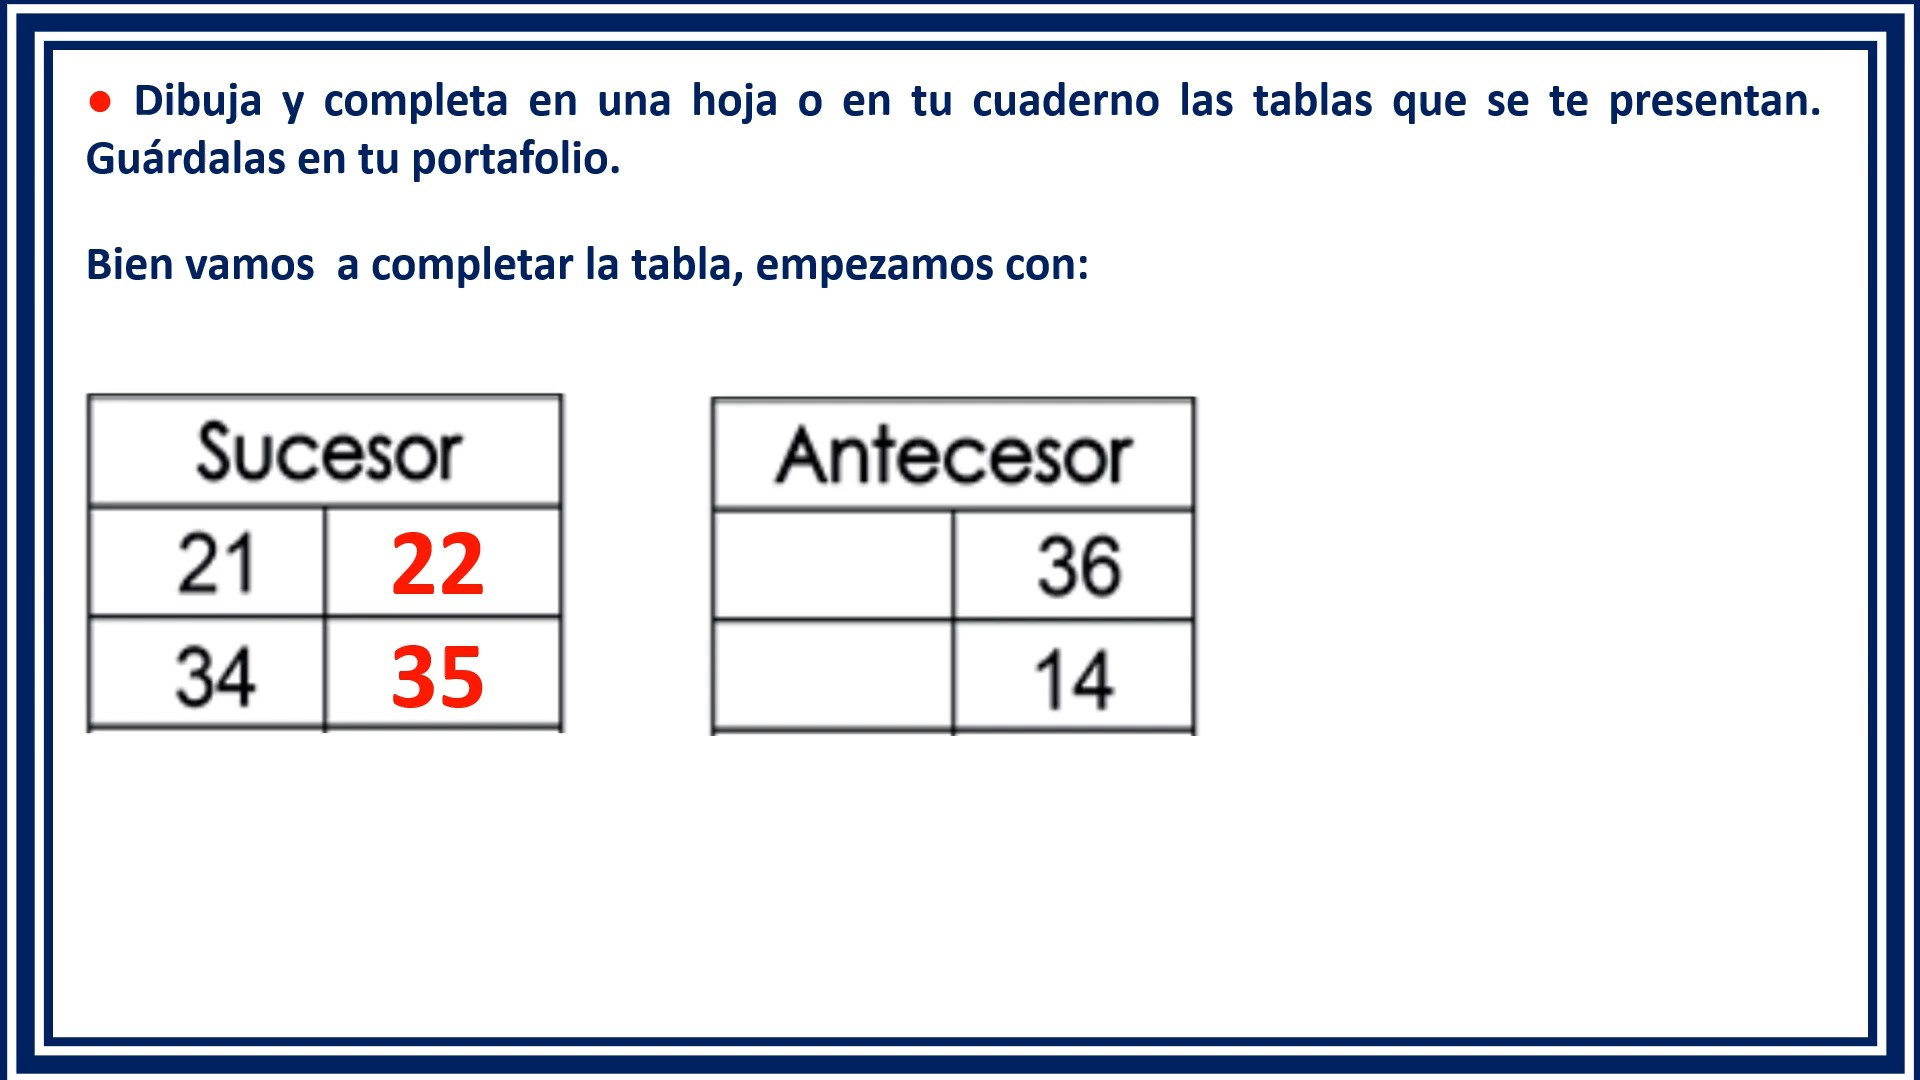 ● Dibuja y completa en una hoja o en tu cuaderno las tablas que se te presentan.
Guárdalas en tu portafolio.
Bien vamos  a completar la tabla, empezamos con:
Sucesor
21 22
34 35
Antecesor
36
14